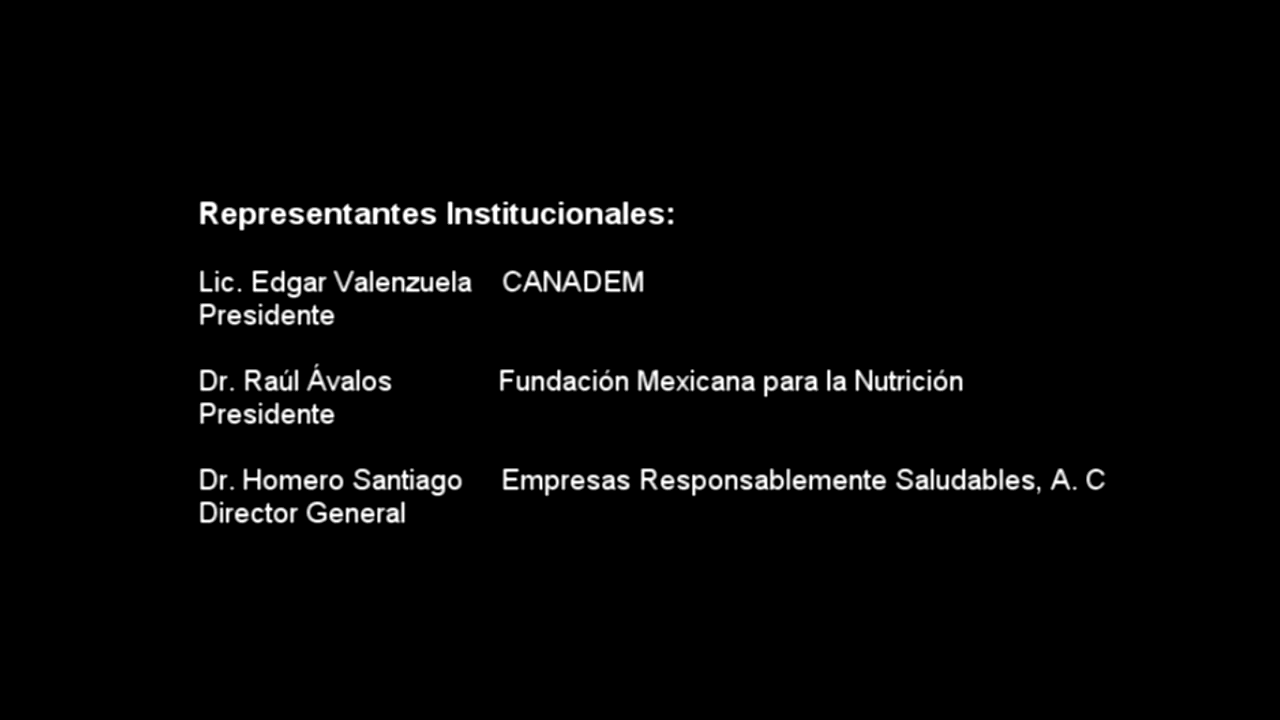 Representantes Institucionales:
Lic. Edgar Valenzuela CANADEM
Presidente
Dr. Raúl Ávalos Fundación Mexicana para la Nutrición
Presidente
Dr. Homero Santiago Empresas Responsablemente Saludables, A. C
Director General